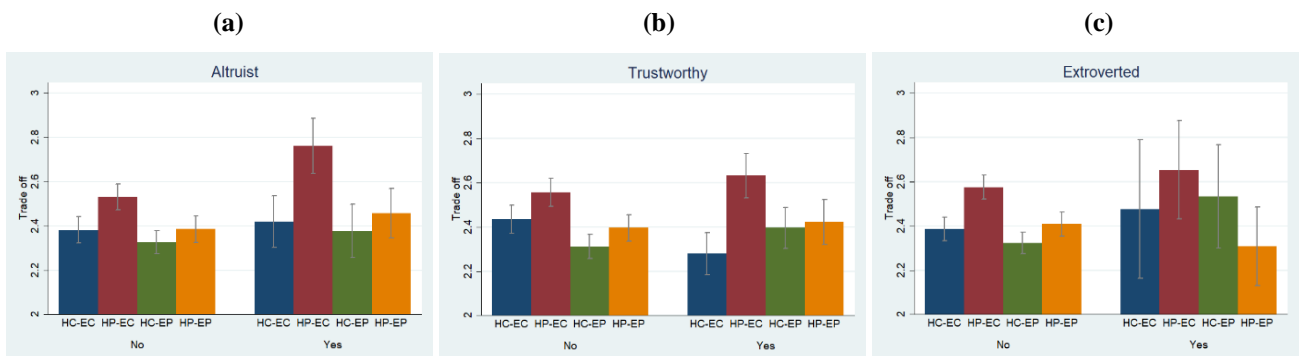 (a)
Altruist
Trade off
3
2.8
2.6
2.4
2.2
2
HC-EC HP-EC HC-EP HP-EP HC-EC HP-EC HC-EP HP-EP
No Yes
(b)
Trustworthy
Trade off
3
2.8
2.6
2.4
2.2
2
HC-EC HP-EC HC-EP HP-EP HC-EC HP-EC HC-EP HP-EP
No Yes
(c)
Extroverted
Trade off
3
2.8
2.6
2.4
2.2
2
HC-EC HP-EC HC-EP HP-EP HC-EC HP-EC HC-EP HP-EP
No Yes